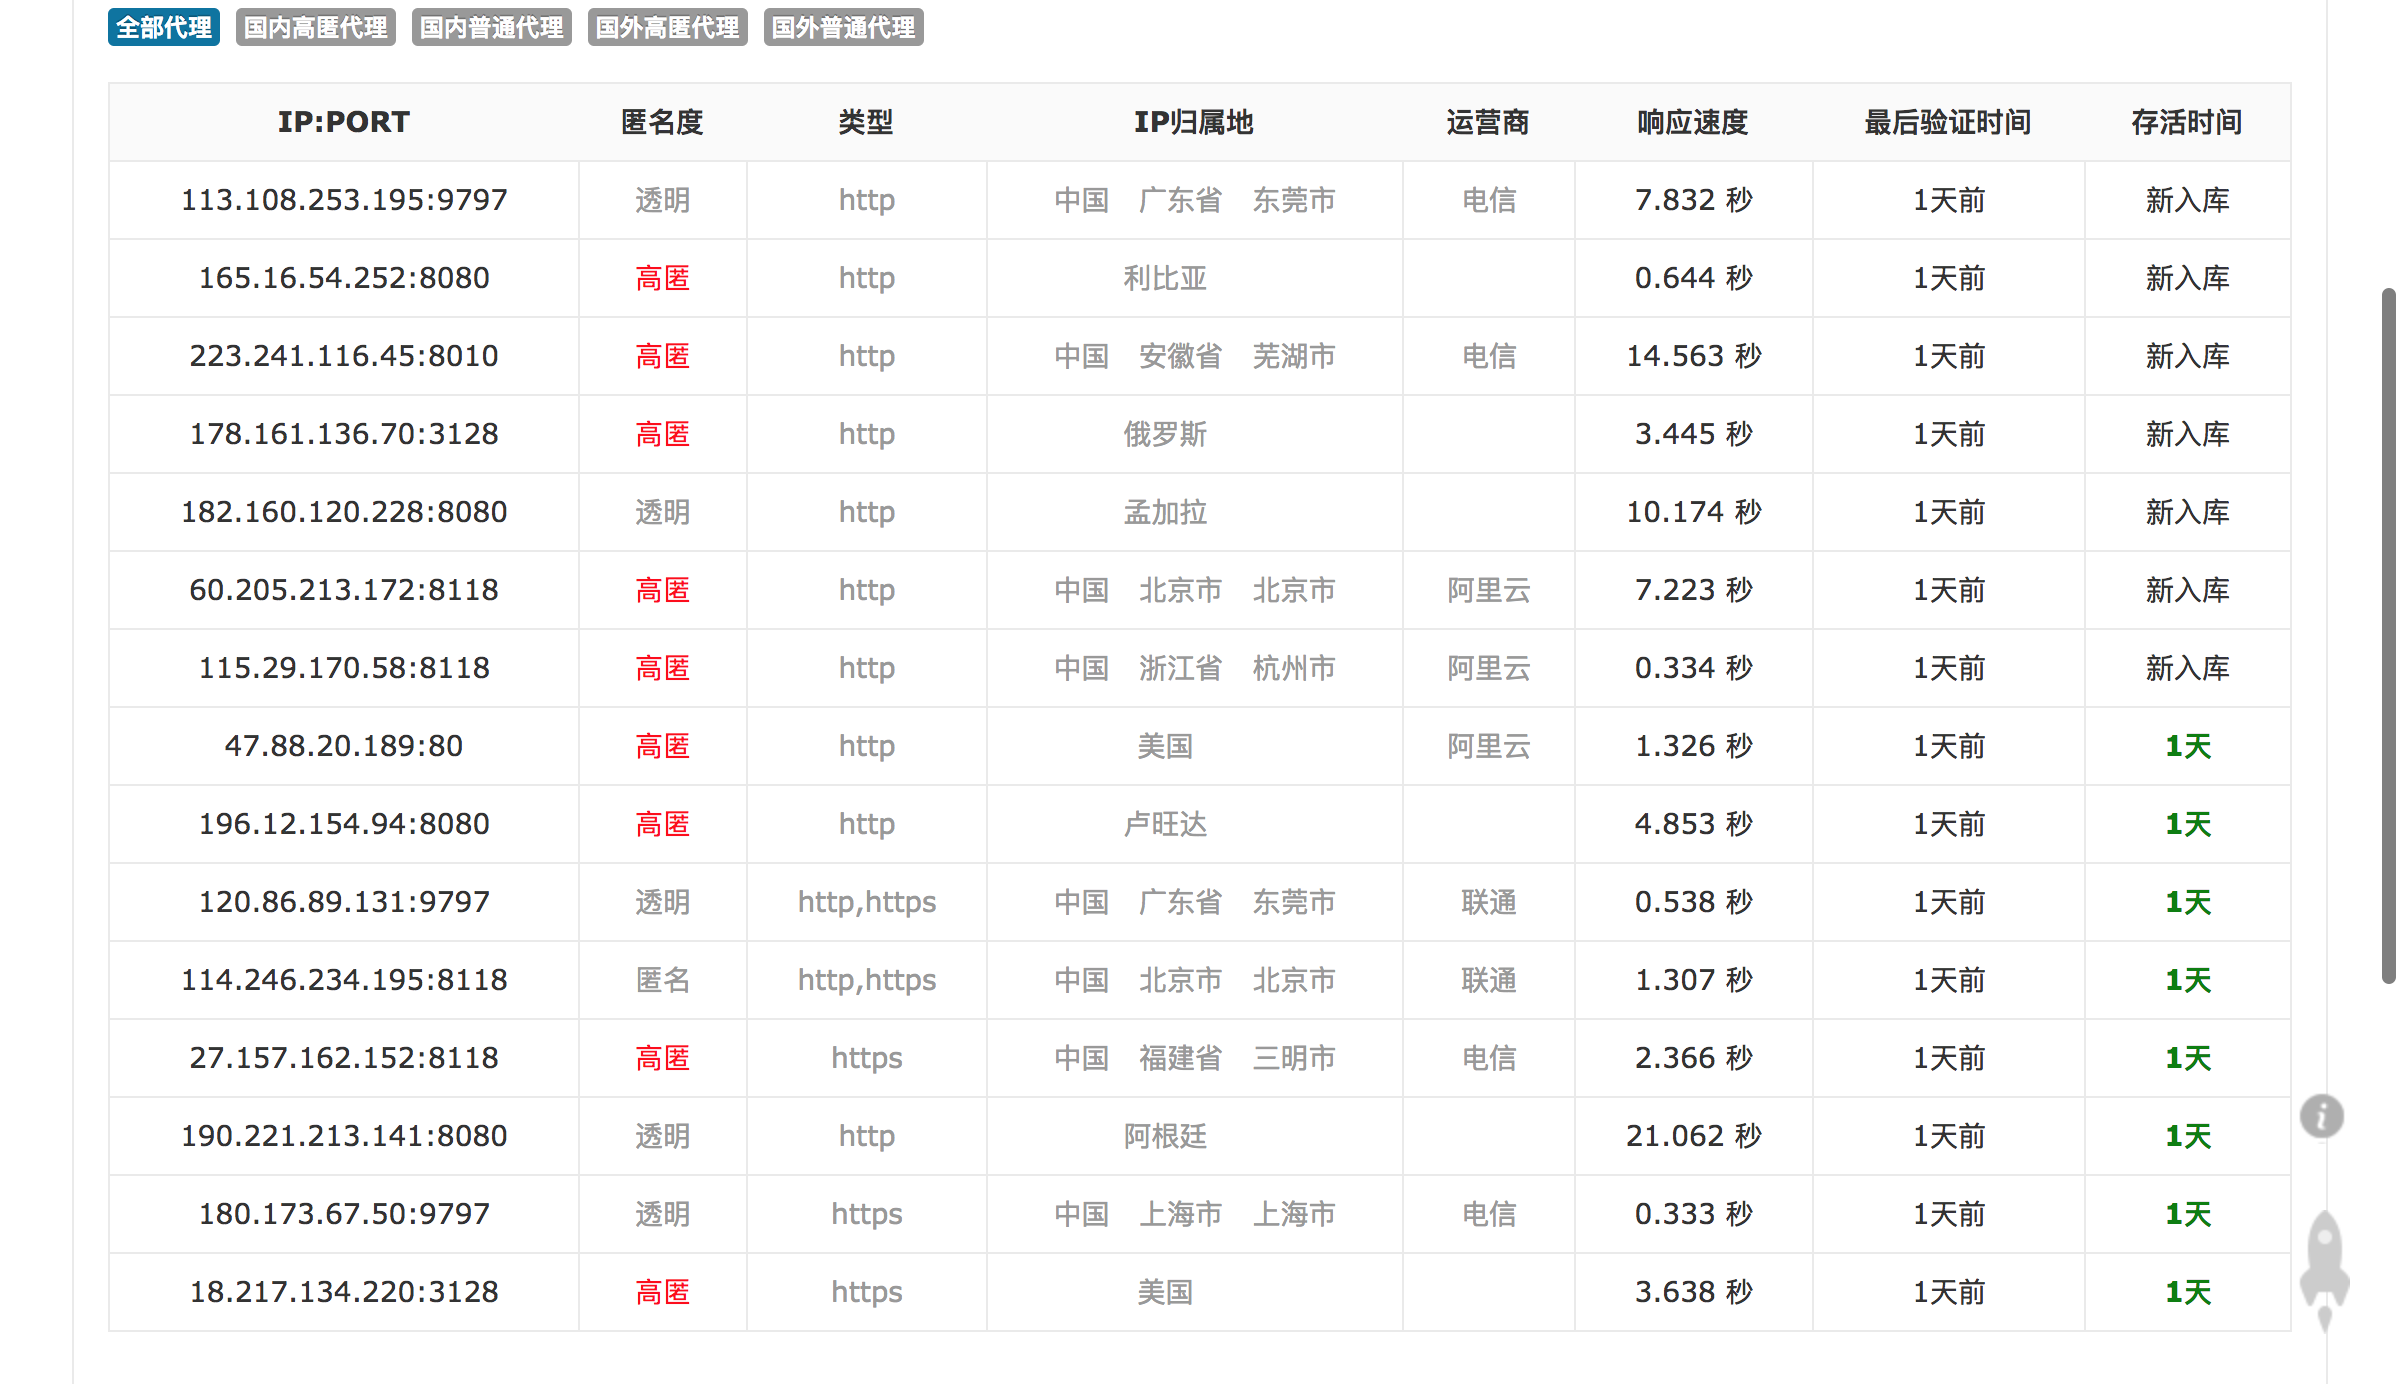 全部代理 国内高匿代理 国内普通代理 国外高匿代理 国外普通代理
IP:PORT 匿名度 类型 IP归属地 运营商 响应速度 最后验证时间 存活时间
113.108.253.195:9797 透明 http 中国 广东省 东莞市 电信 7.832 秒 1天前 新入库
165.16.54.252:8080 高匿 http 利比亚 0.644 秒 1天前 新入库
223.241.116.45:8010 高匿 http 中国 安徽省 芜湖市 电信 14.563 秒 1天前 新入库
178.161.136.70:3128 高匿 http 俄罗斯 3.445 秒 1天前 新入库
182.160.120.228:8080 透明 http 孟加拉 10.174 秒 1天前 新入库
60.205.213.172:8118 高匿 http 中国 北京市 北京市 阿里云 7.223 秒 1天前 新入库
115.29.170.58:8118 高匿 http 中国 浙江省 杭州市 阿里云 0.334 秒 1天前 新入库
47.88.20.189:80 高匿 http 美国 阿里云 1.326 秒 1天前 1天
196.12.154.94:8080 高匿 http 卢旺达 4.853 秒 1天前 1天
120.86.89.131:9797 透明 http,https 中国 广东省 东莞市 联通 0.538 秒 1天前 1天
114.246.234.195:8118 匿名 http,https 中国 北京市 北京市 联通 1.307 秒 1天前 1天
27.157.162.152:8118 高匿 https 中国 福建省 三明市 电信 2.366 秒 1天前 1天
190.221.213.141:8080 透明 http 阿根廷 21.062 秒 1天前 1天
180.173.67.50:9797 透明 https 中国 上海市 上海市 电信 0.333 秒 1天前 1天
18.217.134.220:3128 高匿 https 美国 3.638 秒 1天前 1天